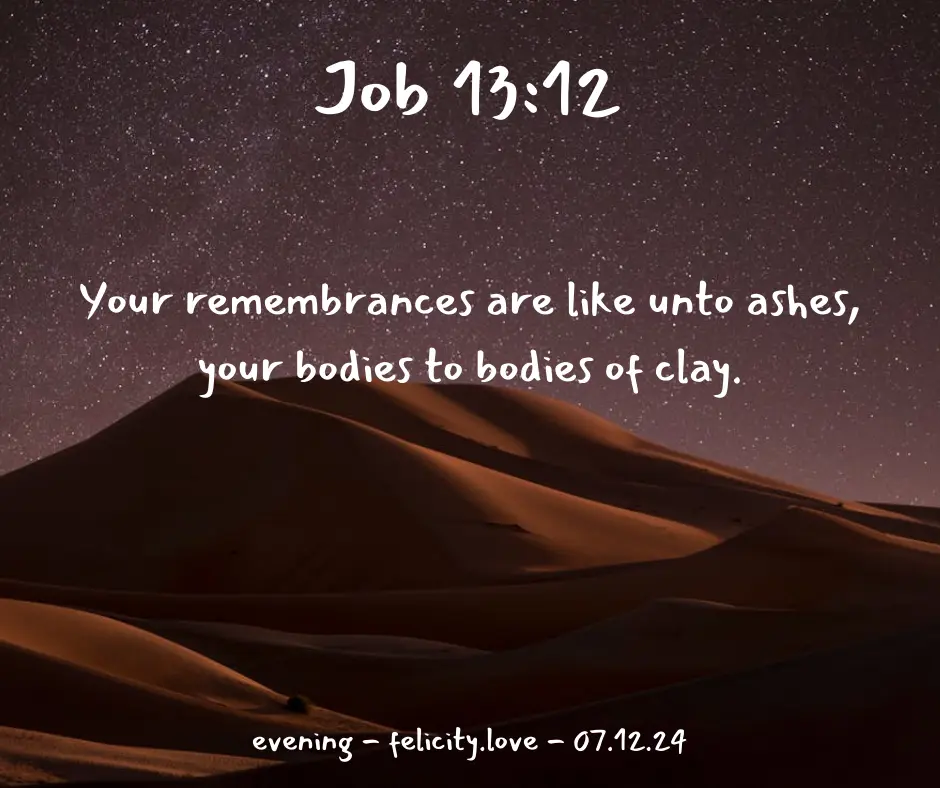 Job 13:12
Your remembrances are like unto ashes,
your bodies to bodies of clay.
evening - felicity.love - 07.12.24